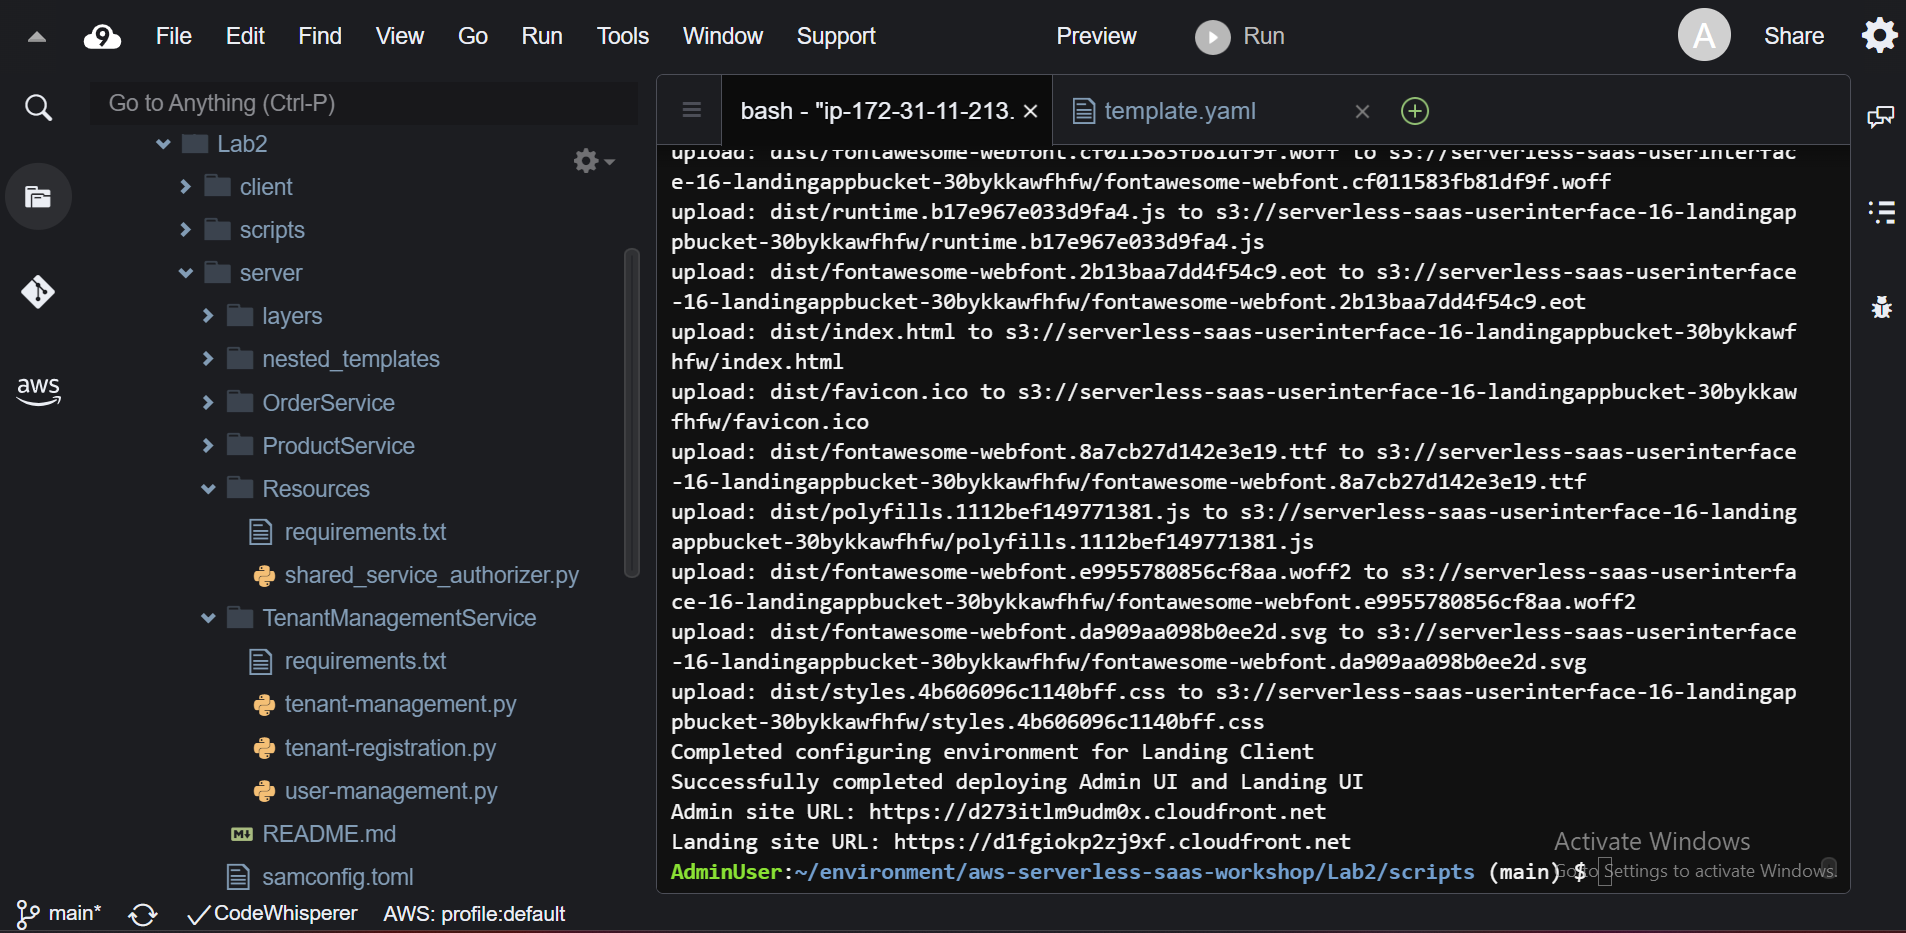 File Edit Find View Go Run Tools Window Support Preview Run A Share
Go to Anything (Ctrl-P)
Lab2
client
scripts
server
layers
nested_templates
OrderService
ProductService
Resources
requirements.txt
shared_service_authorizer.py
TenantManagementService
requirements.txt
tenant-management.py
tenant-registration.py
user-management.py
README.md
samconfig.toml
aws
bash - "ip-172-31-11-213.
template.yaml
upload: dist/fontawesome-webfont.cf011583fb81df9f.woff to s3://serverless-saas-userinterfac
e-16-landingappbucket-30bykkawfhfw/fontawesome-webfont.cf011583fb81df9f.woff
upload: dist/runtime.b17e967e033d9fa4.js to s3://serverless-saas-userinterface-16-landingap
pbucket-30bykkawfhfw/runtime.b17e967e033d9fa4.js
upload: dist/fontawesome-webfont.2b13baa7dd4f54c9.eot to s3://serverless-saas-userinterface
-16-landingappbucket-30bykkawfhfw/fontawesome-webfont.2b13baa7dd4f54c9.eot
upload: dist/index.html to s3://serverless-saas-userinterface-16-landingappbucket-30bykkawf
hfw/index.html
upload: dist/favicon.ico to s3://serverless-saas-userinterface-16-landingappbucket-30bykkaw
fhfw/favicon.ico
upload: dist/fontawesome-webfont.8a7cb27d142e3e19.ttf to s3://serverless-saas-userinterface
-16-landingappbucket-30bykkawfhfw/fontawesome-webfont.8a7cb27d142e3e19.ttf
upload: dist/polyfills.1112bef149771381.js to s3://serverless-saas-userinterface-16-landing
appbucket-30bykkawfhfw/polyfills.1112bef149771381.js
upload: dist/fontawesome-webfont.e9955780856cf8aa.woff2 to s3://serverless-saas-userinterfa
ce-16-landingappbucket-30bykkawfhfw/fontawesome-webfont.e9955780856cf8aa.woff2
upload: dist/fontawesome-webfont.da909aa098b0ee2d.svg to s3://serverless-saas-userinterface
-16-landingappbucket-30bykkawfhfw/fontawesome-webfont.da909aa098b0ee2d.svg
upload: dist/styles.4b606096c1140bff.css to s3://serverless-saas-userinterface-16-landingap
pbucket-30bykkawfhfw/styles.4b606096c1140bff.css
Completed configuring environment for Landing Client
Successfully completed deploying Admin UI and Landing UI
Admin site URL: https://d273itlm9udm0x.cloudfront.net
Landing site URL: https://d1fgiokp2zj9xf.cloudfront.net
AdminUser:~/environment/aws-serverless-saas-workshop/Lab2/scripts (main) $
Activate Windows
Go to Settings to activate Windows.
main* CodeWhisperer AWS: profile:default